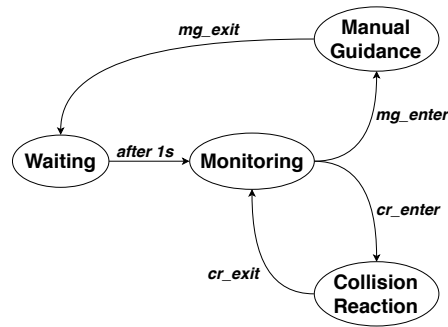 mg_exit
Manual
Guidance
mg_enter
Waiting
after 1s
Monitoring
cr_enter
cr_exit
Collision
Reaction